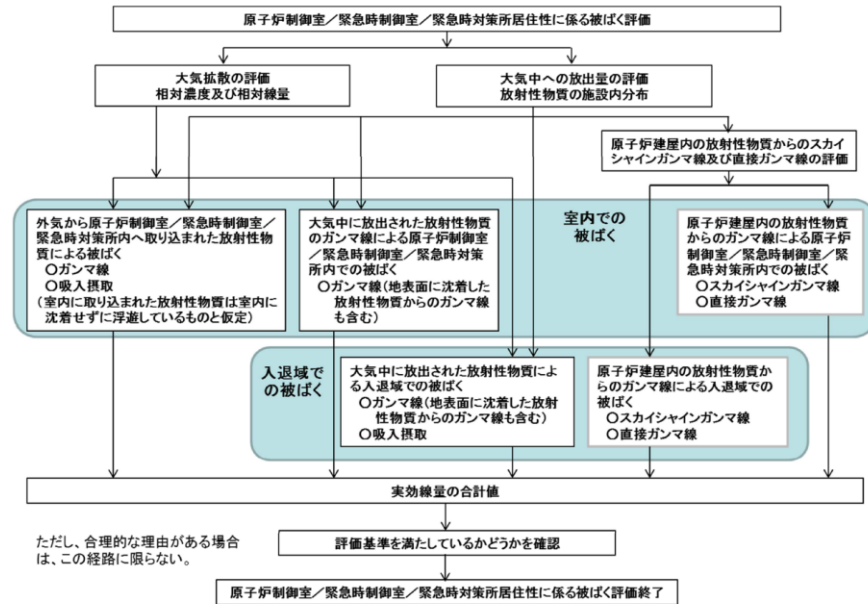 原子炉制御室／緊急時制御室／緊急時対策所居住性に係る被ばく評価
大気拡散の評価
相対濃度及び相対線量
大気中への放出量の評価
放射性物質の施設内分布
原子炉建屋内の放射性物質からのスカイ
シャインガンマ線及び直接ガンマ線の評価
室内での
被ばく
外気から原子炉制御室／緊急時制御室／
緊急時対策所内へ取り込まれた放射性物
質による被ばく
〇ガンマ線
〇吸入摂取
(室内に取り込まれた放射性物質は室内に
沈着せずに浮遊しているものと仮定)
大気中に放出された放射性物質
のガンマ線による原子炉制御室
／緊急時制御室／緊急時対策
所内での被ばく
〇ガンマ線(地表面に沈着した
放射性物質からのガンマ線
も含む)
原子炉建屋内の放射性物質
からのガンマ線による原子炉
制御室／緊急時制御室／緊
急時対策所内での被ばく
〇スカイシャインガンマ線
〇直接ガンマ線
入退域で
の被ばく
大気中に放出された放射性物質によ
る入退域での被ばく
〇ガンマ線(地表面に沈着した放射
性物質からのガンマ線も含む)
〇吸入摂取
原子炉建屋内の放射性物質か
らのガンマ線による入退域での
被ばく
〇スカイシャインガンマ線
〇直接ガンマ線
実効線量の合計値
ただし、合理的な理由がある場合
は、この経路に限らない。
評価基準を満たしているかどうかを確認
原子炉制御室／緊急時制御室／緊急時対策所居住性に係る被ばく評価終了